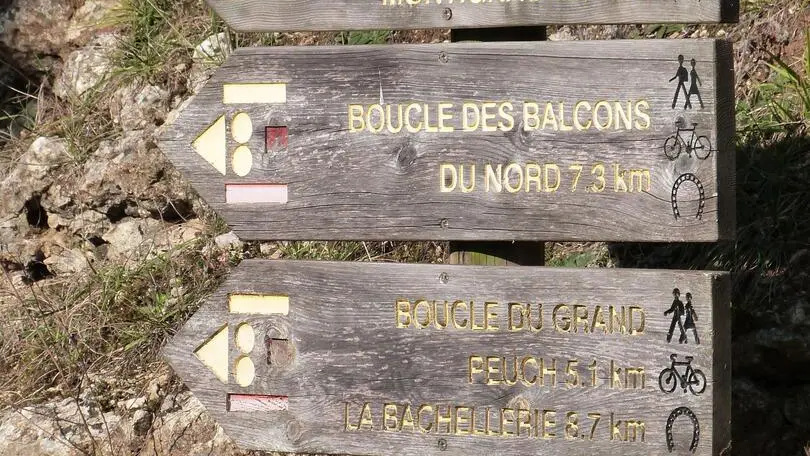 BOUCLE DES BALCONS
DU NORD 7.3 km
BOUCLE DU GRAND
PEUCH 5.1 km
LA BACHELLERIE 8.7 km